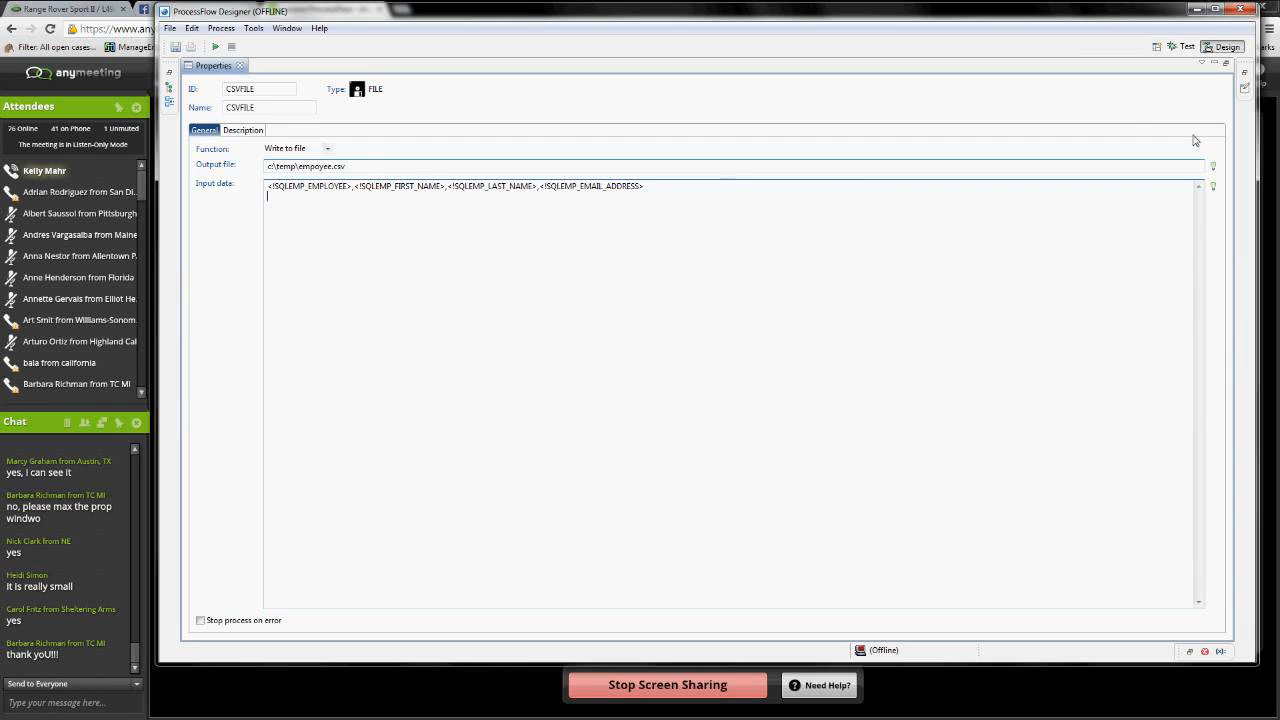 Range Rover Sport II / L49
https://www.any
Filter: All open cases...
ManageEn
anymeeting
Attendees
76 Online 41 on Phone 1 Unmuted
The meeting is in Listen-Only Mode
Kelly Mahr
Adrian Rodriguez from San Di...
Albert Saussol from Pittsburgh
Andres Vargasalba from Maine
Anna Nestor from Allentown P...
Anne Henderson from Florida
Annette Gervais from Elliot He...
Art Smit from Williams-Sonom...
Arturo Ortiz from Highland Cal
bala from california
Barbara Richman from TC MI
Chat
Marcy Graham from Austin, TX
yes, I can see it
Barbara Richman from TC MI
no, please max the prop
windwo
Nick Clark from NE
yes
Heidi Simon
It is really small
Carol Fritz from Sheltering Arms
yes
Barbara Richman from TC MI
thank yoU!!!
Send to Everyone
Type your message here...
ProcessFlow Designer (OFFLINE)
File Edit Process Tools Window Help
Test Design
Properties
ID: CSVFILE Type: FILE
Name: CSVFILE
General Description
Function: Write to file
Output file: c:\temp\empoyee.csv
Input data: <!SQLEMP_EMPLOYEE>,<!SQLEMP_FIRST_NAME>,<!SQLEMP_LAST_NAME>,<!SQLEMP_EMAIL_ADDRESS>
Stop process on error
(Offline)
Stop Screen Sharing
Need Help?